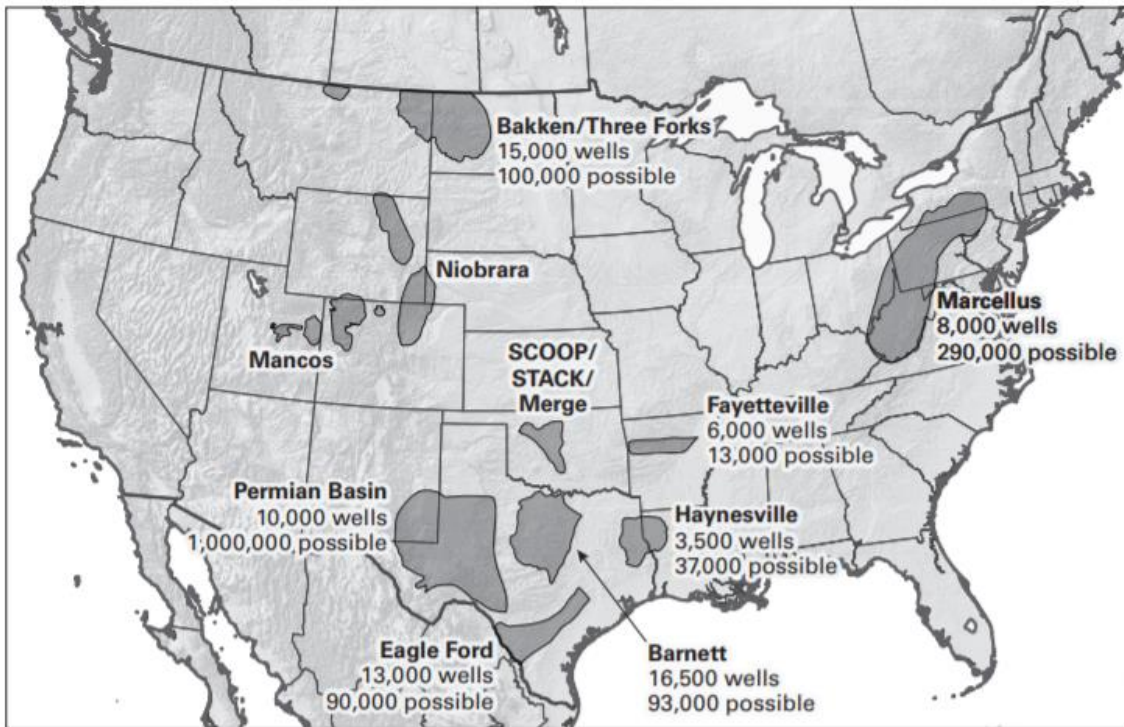 Bakken/Three Forks
15,000 wells
100,000 possible
Niobrara
Mancos
Marcellus
8,000 wells
290,000 possible
SCOOP/
STACK/
Merge
Fayetteville
6,000 wells
13,000 possible
Permian Basin
10,000 wells
1,000,000 possible
Haynesville
3,500 wells
37,000 possible
Eagle Ford
13,000 wells
90,000 possible
Barnett
16,500 wells
93,000 possible